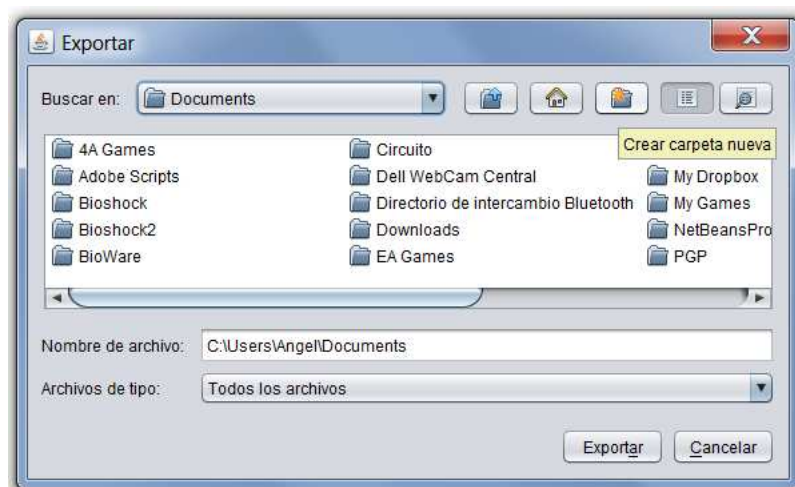 Exportar
Buscar en: Documents
Crear carpeta nueva
4A Games
Adobe Scripts
Bioshock
Bioshock2
BioWare
Circuito
Dell WebCam Central
Directorio de intercambio Bluetooth
Downloads
EA Games
My Dropbox
My Games
NetBeansPro
PGP
Nombre de archivo: C:\Users\Angel\Documents
Archivos de tipo: Todos los archivos
Exportar Cancelar